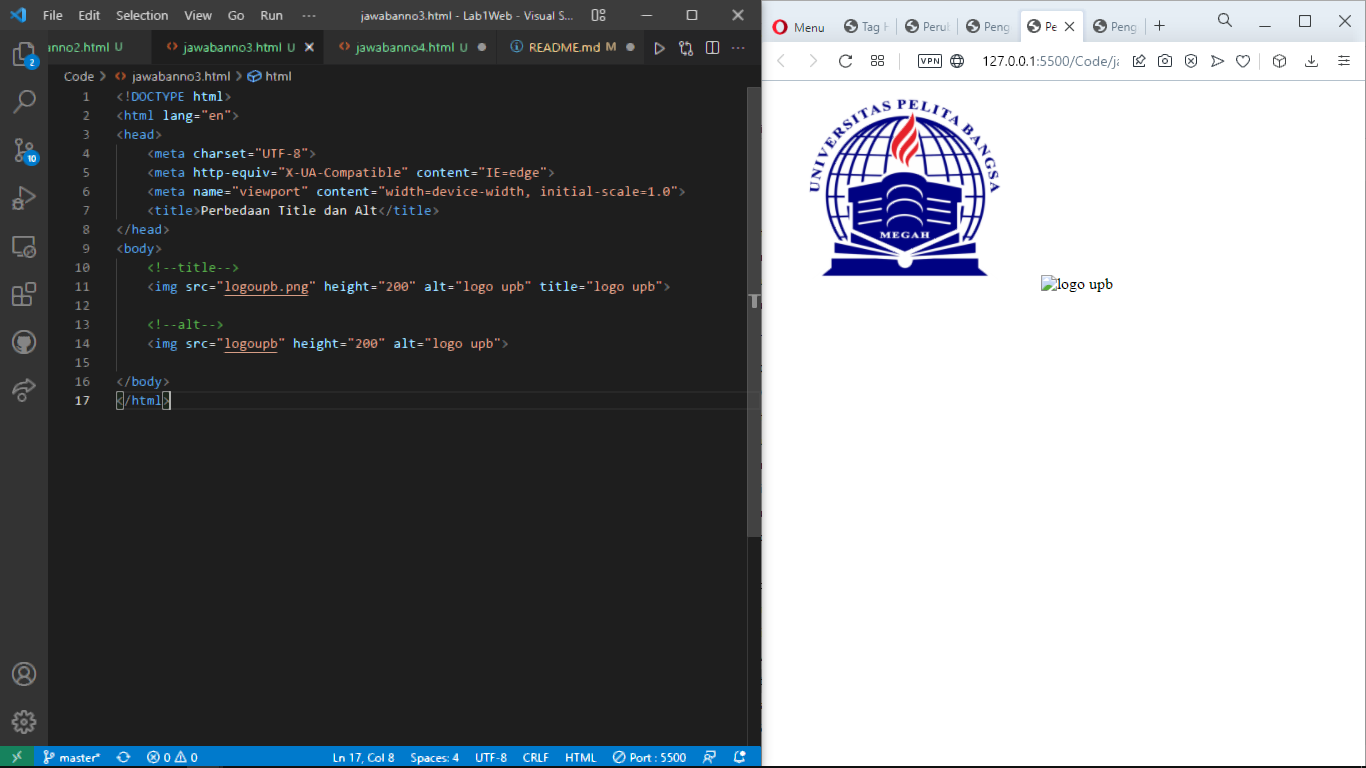 File Edit Selection View Go Run ··· jawabanno3.html - Lab1Web - Visual S...
anno2.html U jawabanno3.html U jawabanno4.html U README.md M
Code > jawabanno3.html > html
1 <!DOCTYPE html>
2 <html lang="en">
3 <head>
4 <meta charset="UTF-8">
5 <meta http-equiv="X-UA-Compatible" content="IE=edge">
6 <meta name="viewport" content="width=device-width, initial-scale=1.0">
7 <title>Perbedaan Title dan Alt</title>
8 </head>
9 <body>
10 <!--title-->
11 <img src="logoupb.png" height="200" alt="logo upb" title="logo upb">
12
13 <!--alt-->
14 <img src="logoupb" height="200" alt="logo upb">
15
16 </body>
17 </html>
2
10
master* 0 0 Ln 17, Col 8 Spaces: 4 UTF-8 CRLF HTML Port : 5500
Menu Tag H Perub Peng Pe Peng
VPN 127.0.0.1:5500/Code/ja
UNIVERSITAS PELITA BANGSA
MEGAH
logo upb